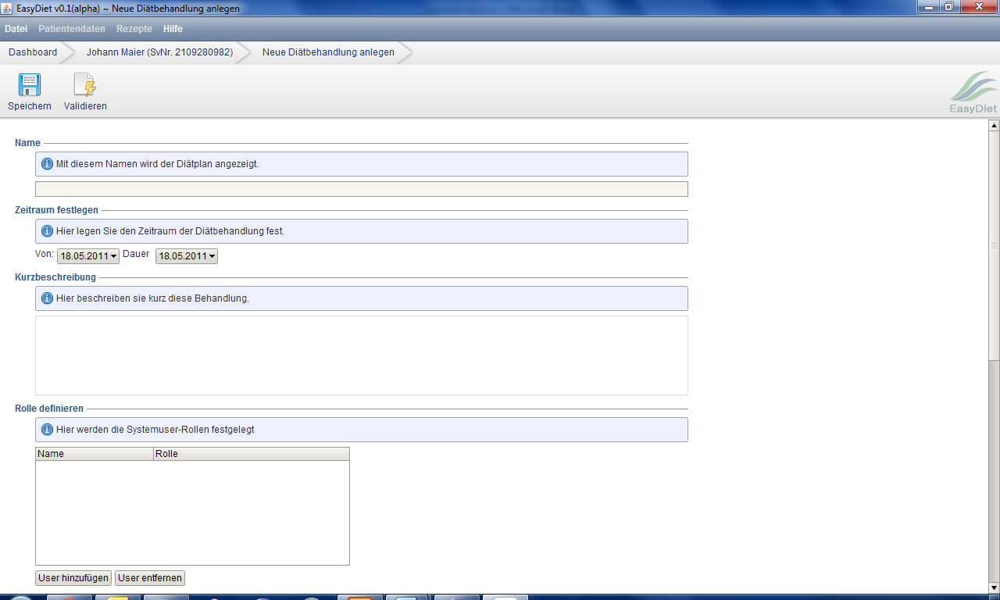 EasyDiet v0.1(alpha) ~ Neue Diätbehandlung anlegen
Datei Patientendaten Rezepte Hilfe
Dashboard Johann Maier (SvNr. 2109280982) Neue Diätbehandlung anlegen
Speichern Validieren
EasyDiet
Name
Mit diesem Namen wird der Diätplan angezeigt.
Zeitraum festlegen
Hier legen Sie den Zeitraum der Diätbehandlung fest.
Von: 18.05.2011 Dauer 18.05.2011
Kurzbeschreibung
Hier beschreiben sie kurz diese Behandlung.
Rolle definieren
Hier werden die Systemuser-Rollen festgelegt
Name Rolle
User hinzufügen User entfernen